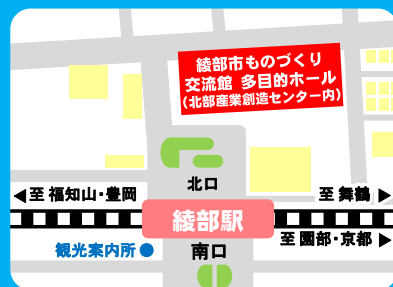 綾部市ものづくり
交流館 多目的ホール
(北部産業創造センター内)
北口
◀至 福知山・豊岡
至 舞鶴▶
綾部駅
至 園部・京都▶
観光案内所●
南口